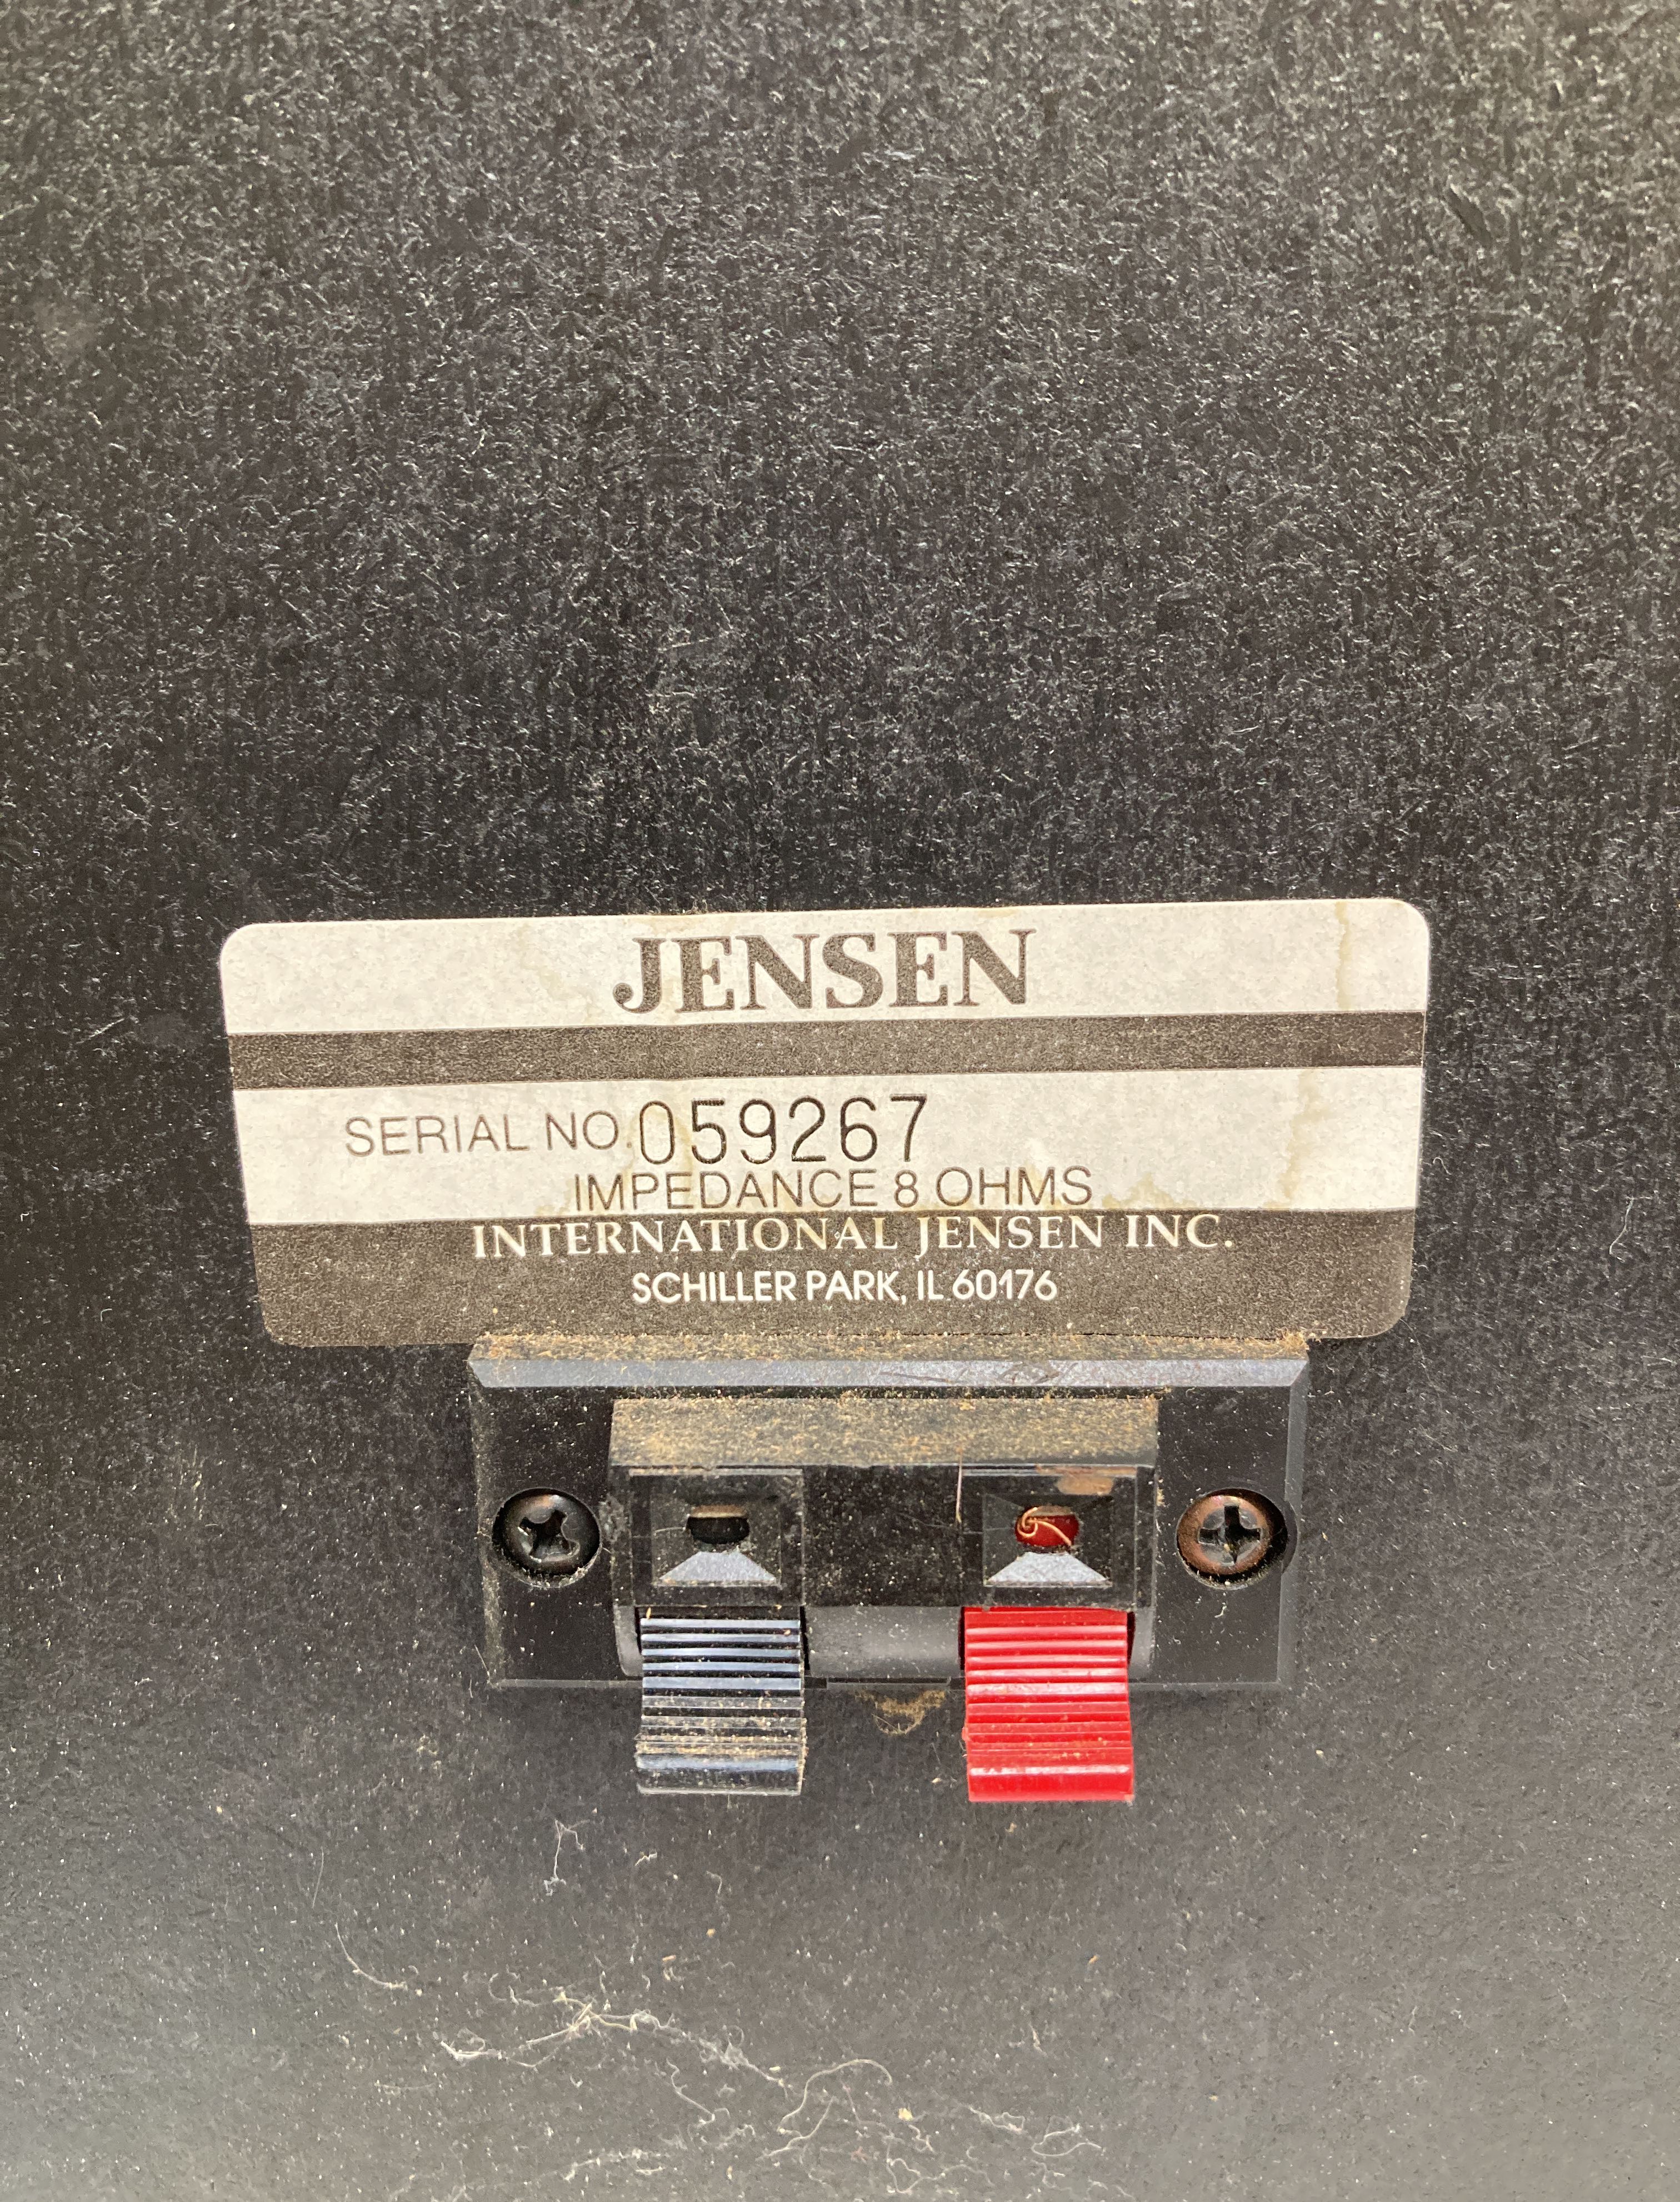 JENSEN
SERIAL NO. 059267
IMPEDANCE 8 OHMS
INTERNATIONAL JENSEN INC.
SCHILLER PARK, IL 60176